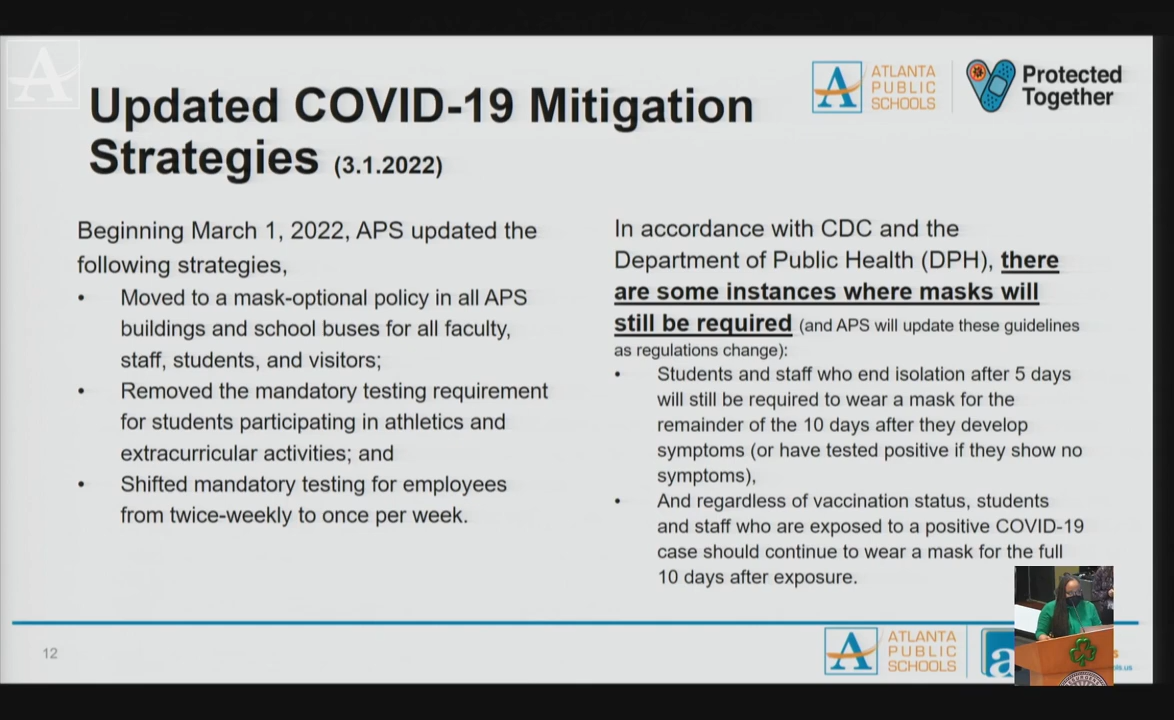 A
Updated COVID-19 Mitigation
Strategies (3.1.2022)
A
ATLANTA
PUBLIC
SCHOOLS
Protected
Together
Beginning March 1, 2022, APS updated the
following strategies,
• Moved to a mask-optional policy in all APS
buildings and school buses for all faculty,
staff, students, and visitors;
• Removed the mandatory testing requirement
for students participating in athletics and
extracurricular activities; and
• Shifted mandatory testing for employees
from twice-weekly to once per week.
In accordance with CDC and the
Department of Public Health (DPH), there
are some instances where masks will
still be required (and APS will update these guidelines
as regulations change):
• Students and staff who end isolation after 5 days
will still be required to wear a mask for the
remainder of the 10 days after they develop
symptoms (or have tested positive if they show no
symptoms),
• And regardless of vaccination status, students
and staff who are exposed to a positive COVID-19
case should continue to wear a mask for the full
10 days after exposure.
12
A
ATLANTA
PUBLIC
SCHOOLS
a